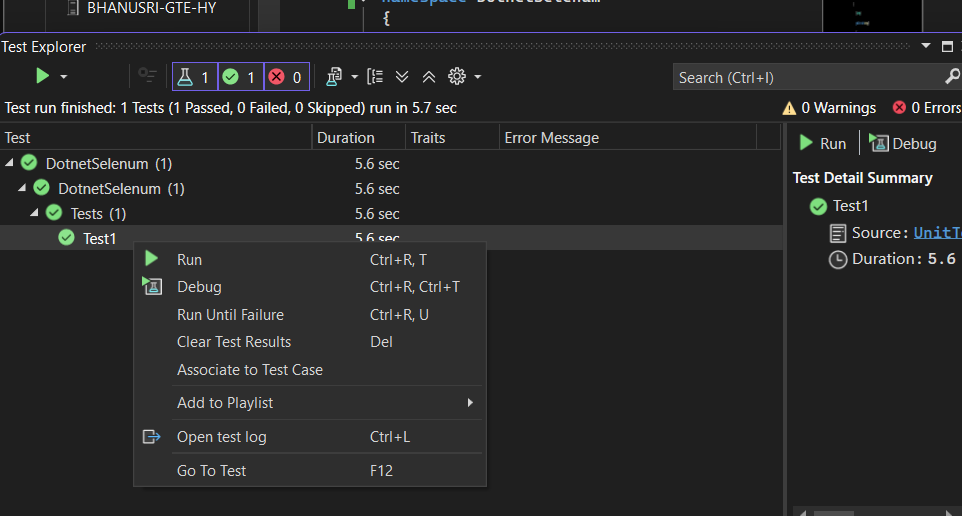 BHANUSRI-GTE-HY
{
Test Explorer
1 1 0
Search (Ctrl+I)
Test run finished: 1 Tests (1 Passed, 0 Failed, 0 Skipped) run in 5.7 sec
0 Warnings 0 Errors
Test Duration Traits Error Message
Run Debug
DotnetSelenum (1) 5.6 sec
Test Detail Summary
DotnetSelenum (1) 5.6 sec
Test1
Tests (1) 5.6 sec
Source: UnitT
Test1 5.6 sec
Duration: 5.6
Run Ctrl+R, T
Debug Ctrl+R, Ctrl+T
Run Until Failure Ctrl+R, U
Clear Test Results Del
Associate to Test Case
Add to Playlist
Open test log Ctrl+L
Go To Test F12